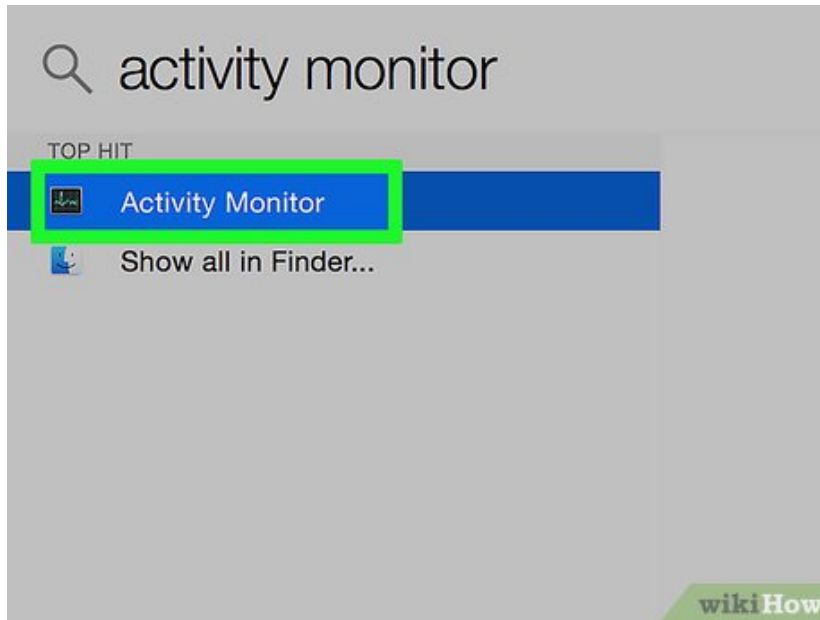 activity monitor
TOP HIT
Activity Monitor
Show all in Finder...
wikiHow